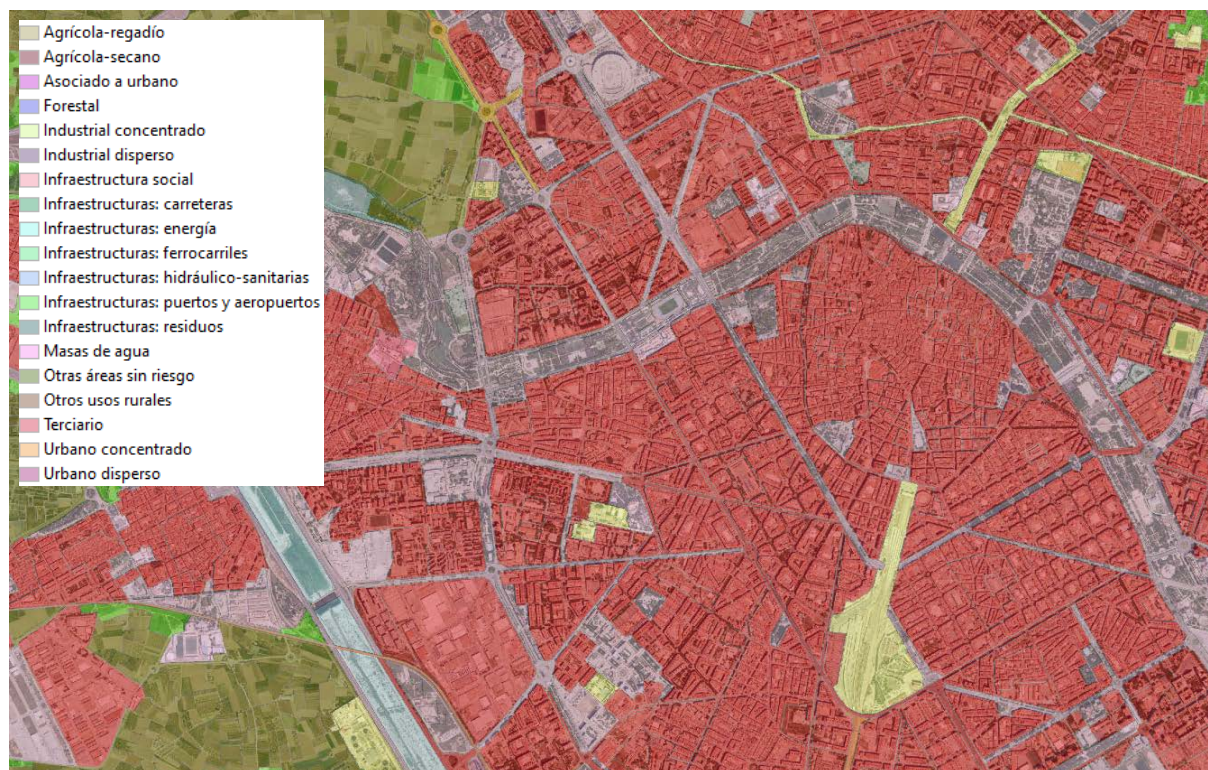 Agrícola-regadío
Agrícola-secano
Asociado a urbano
Forestal
Industrial concentrado
Industrial disperso
Infraestructura social
Infraestructuras: carreteras
Infraestructuras: energía
Infraestructuras: ferrocarriles
Infraestructuras: hidráulico-sanitarias
Infraestructuras: puertos y aeropuertos
Infraestructuras: residuos
Masas de agua
Otras áreas sin riesgo
Otros usos rurales
Terciario
Urbano concentrado
Urbano disperso